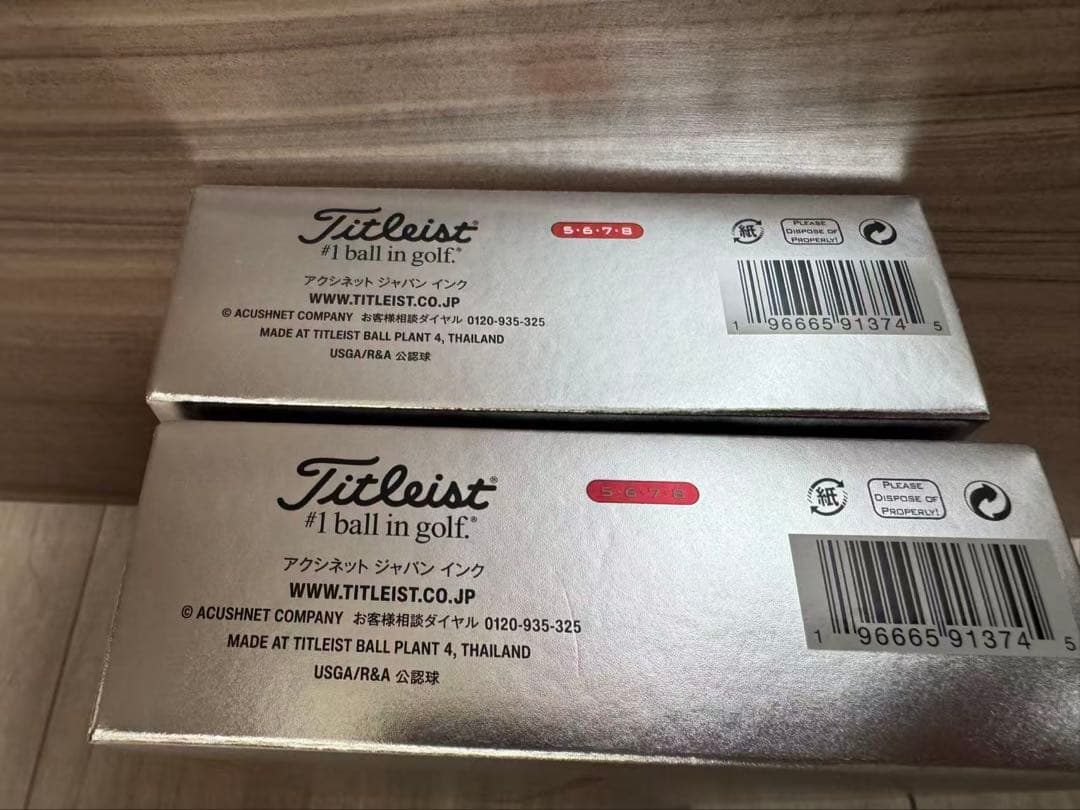 Titleist®
#1 ball in golf.®
アクシネット ジャパン インク
WWW.TITLEIST.CO.JP
© ACUSHNET COMPANY お客様相談ダイヤル 0120-935-325
MADE AT TITLEIST BALL PLANT 4, THAILAND
USGA/R&A 公認球
5・6・7・8
紙
PLEASE
DISPOSE OF
PROPERLY!
1 96665 91374 5
Titleist®
#1 ball in golf.®
アクシネット ジャパン インク
WWW.TITLEIST.CO.JP
© ACUSHNET COMPANY お客様相談ダイヤル 0120-935-325
MADE AT TITLEIST BALL PLANT 4, THAILAND
USGA/R&A 公認球
5・6・7・8
紙
PLEASE
DISPOSE OF
PROPERLY!
1 96665 91374 5